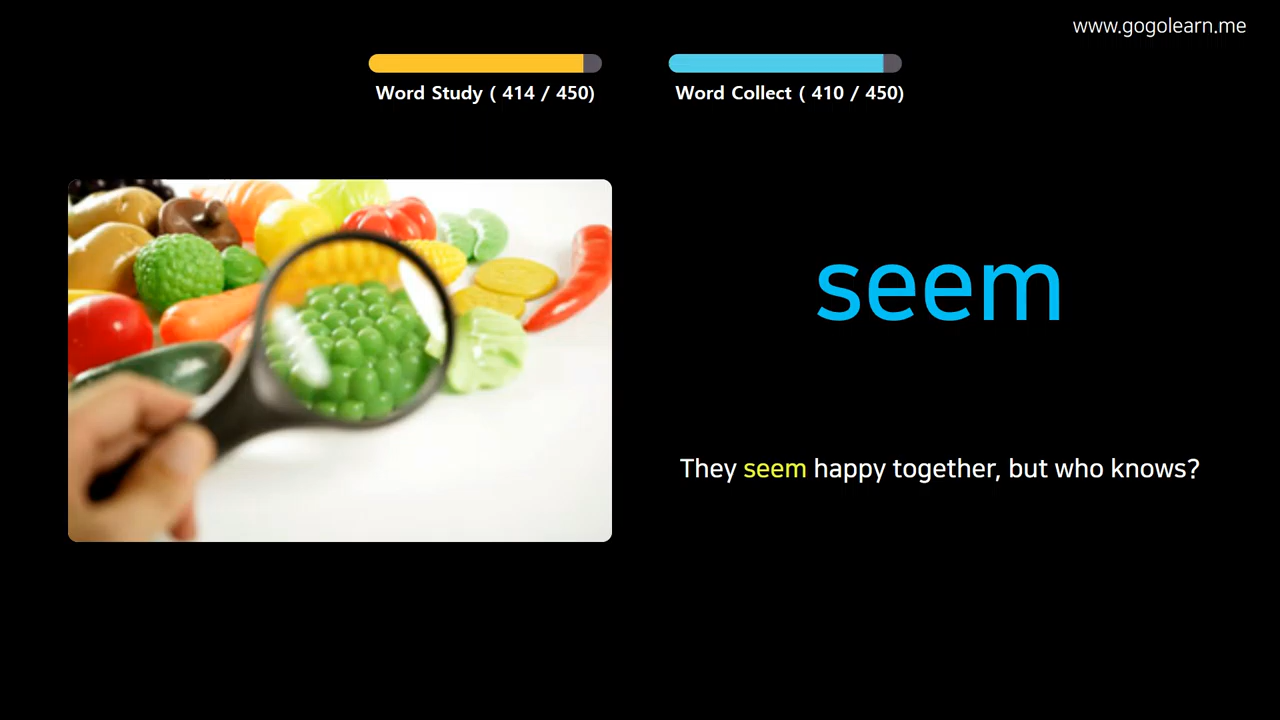 www.gogolearn.me
Word Study ( 414 / 450)
Word Collect ( 410 / 450)
seem
They seem happy together, but who knows?